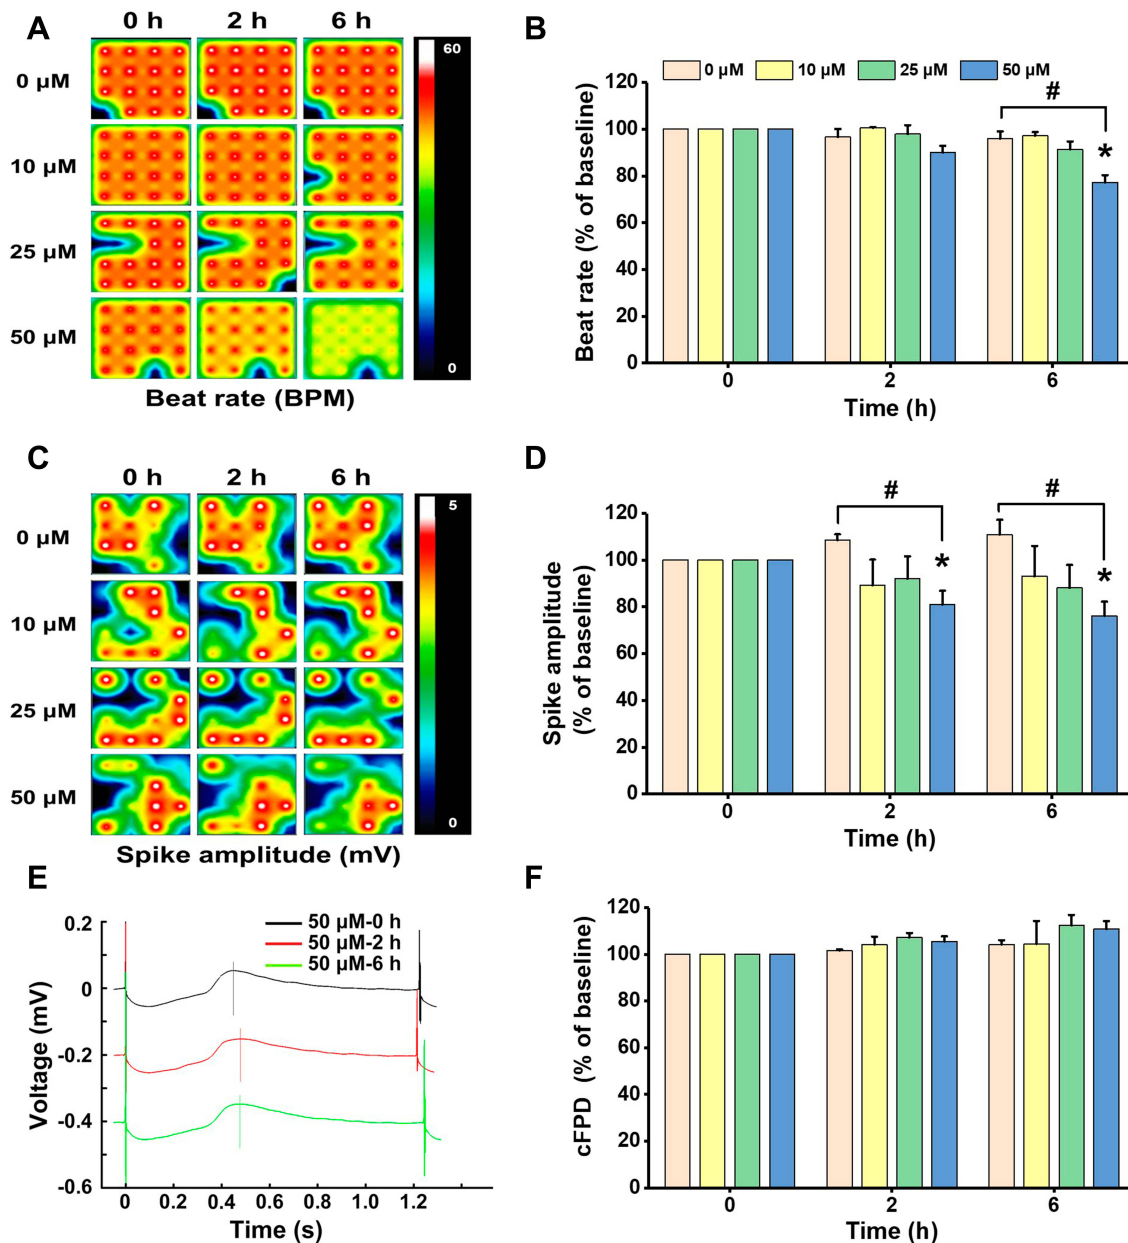 A
0 h 2 h 6 h
0 µM
10 µM
25 µM
50 µM
60
0
Beat rate (BPM)
B
0 µM 10 µM 25 µM 50 µM
Beat rate (% of baseline)
120
100
80
60
40
20
0
#
*
0 2 6
Time (h)
C
0 h 2 h 6 h
0 µM
10 µM
25 µM
50 µM
5
0
Spike amplitude (mV)
D
Spike amplitude
(% of baseline)
120
100
80
60
40
20
0
# #
* *
0 2 6
Time (h)
E
50 µM-0 h
50 µM-2 h
50 µM-6 h
Voltage (mV)
0.2
0
-0.2
-0.4
-0.6
0 0.2 0.4 0.6 0.8 1.0 1.2
Time (s)
F
cFPD (% of baseline)
120
100
80
60
40
20
0
0 2 6
Time (h)